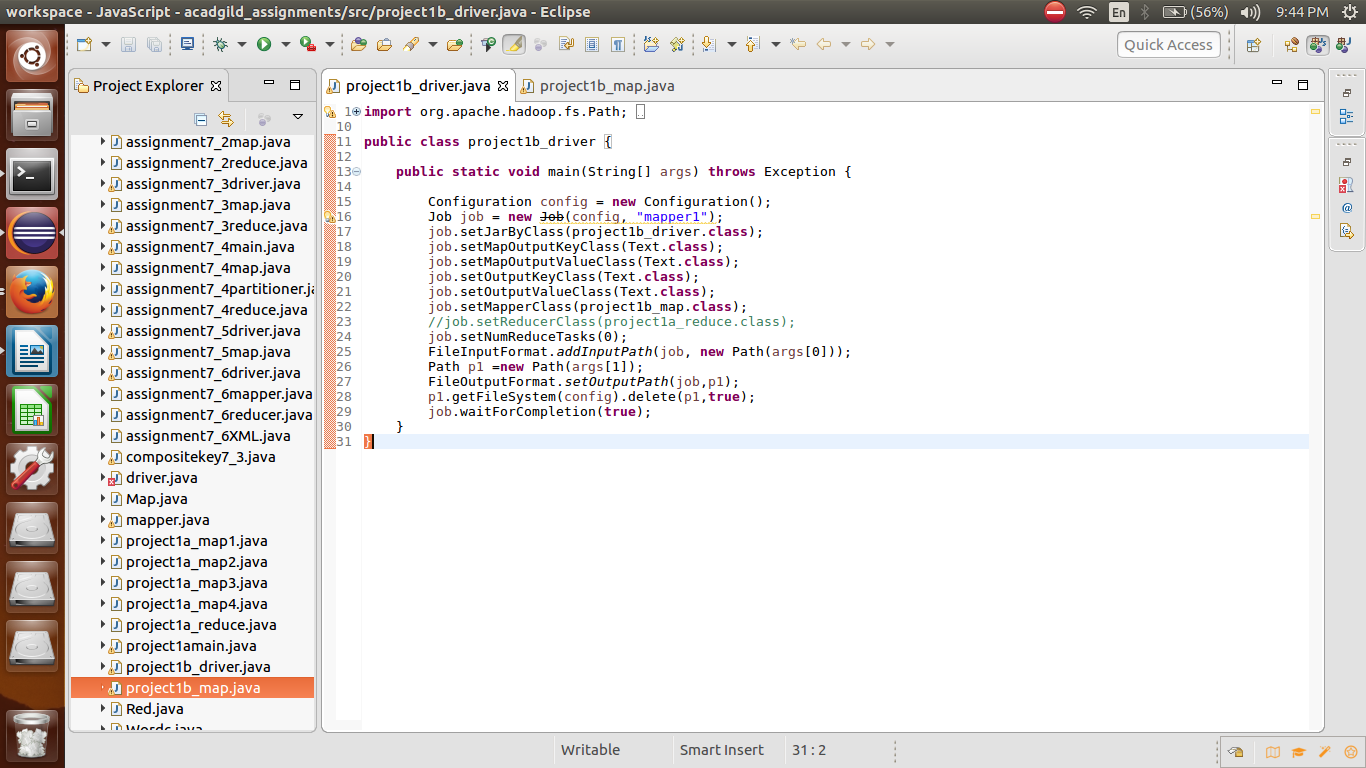 workspace - JavaScript - acadgild_assignments/src/project1b_driver.java - Eclipse
En
(56%)
9:44 PM
Quick Access
Project Explorer
assignment7_2map.java
assignment7_2reduce.java
assignment7_3driver.java
assignment7_3map.java
assignment7_3reduce.java
assignment7_4main.java
assignment7_4map.java
assignment7_4partitioner.ja
assignment7_4reduce.java
assignment7_5driver.java
assignment7_5map.java
assignment7_6driver.java
assignment7_6mapper.java
assignment7_6reducer.java
assignment7_6XML.java
compositekey7_3.java
driver.java
Map.java
mapper.java
project1a_map1.java
project1a_map2.java
project1a_map3.java
project1a_map4.java
project1a_reduce.java
project1amain.java
project1b_driver.java
project1b_map.java
Red.java
Words.java
project1b_driver.java
project1b_map.java
1 import org.apache.hadoop.fs.Path;
10
11 public class project1b_driver {
12
13 public static void main(String[] args) throws Exception {
14
15 Configuration config = new Configuration();
16 Job job = new Job(config, "mapper1");
17 job.setJarByClass(project1b_driver.class);
18 job.setMapOutputKeyClass(Text.class);
19 job.setMapOutputValueClass(Text.class);
20 job.setOutputKeyClass(Text.class);
21 job.setOutputValueClass(Text.class);
22 job.setMapperClass(project1b_map.class);
23 //job.setReducerClass(project1a_reduce.class);
24 job.setNumReduceTasks(0);
25 FileInputFormat.addInputPath(job, new Path(args[0]));
26 Path p1 =new Path(args[1]);
27 FileOutputFormat.setOutputPath(job,p1);
28 p1.getFileSystem(config).delete(p1,true);
29 job.waitForCompletion(true);
30 }
31 }
Writable
Smart Insert
31 : 2